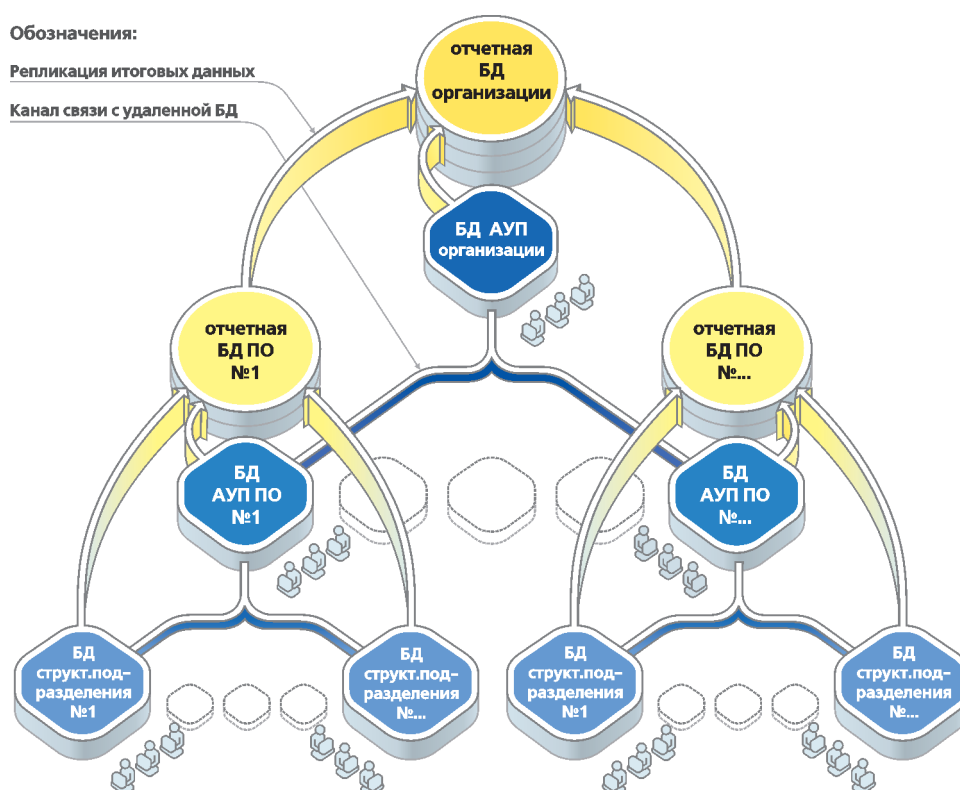 Обозначения:
Репликация итоговых данных
Канал связи с удаленной БД
отчетная
БД
организации
БД АУП
организации
отчетная
БД ПО
№1
отчетная
БД ПО
№...
БД
АУП ПО
№1
БД
АУП ПО
№...
БД
структ.под-
разделения
№1
БД
структ.под-
разделения
№...
БД
структ.под-
разделения
№1
БД
структ.под-
разделения
№...